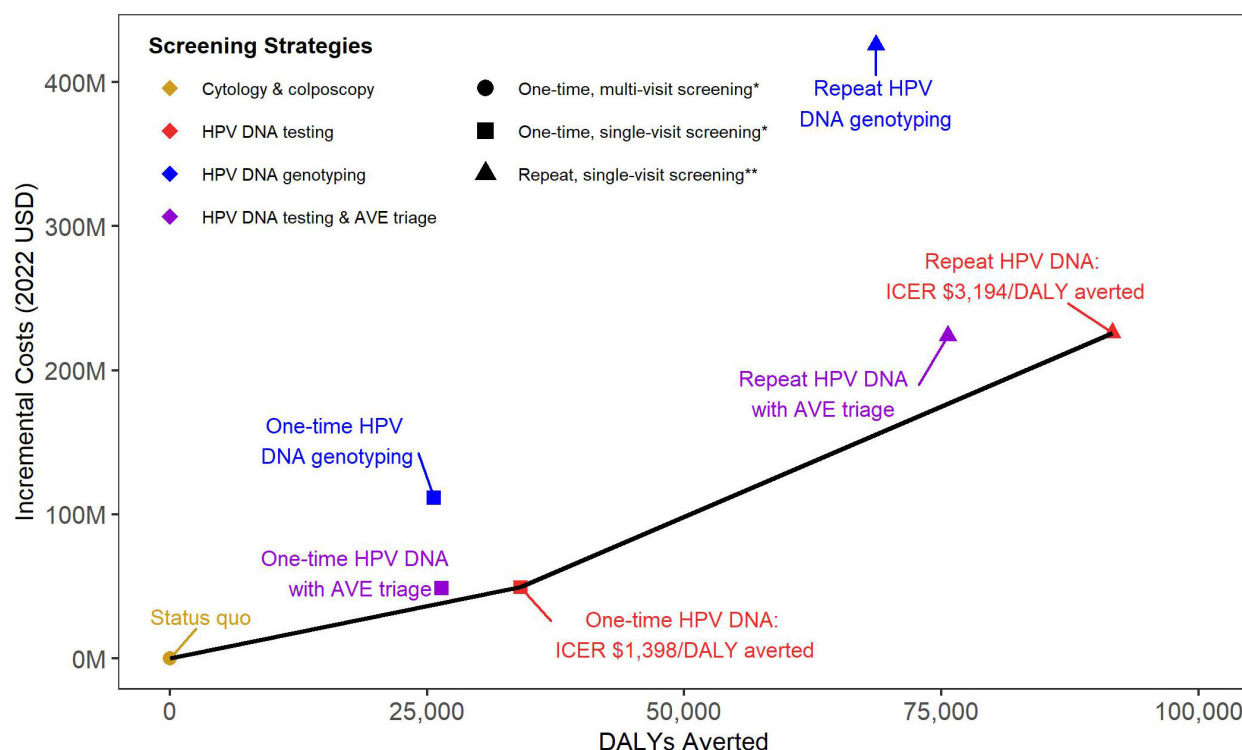 Screening Strategies
Cytology & colposcopy
HPV DNA testing
HPV DNA genotyping
HPV DNA testing & AVE triage
One-time, multi-visit screening*
One-time, single-visit screening*
Repeat, single-visit screening**
Repeat HPV
DNA genotyping
Repeat HPV DNA:
ICER $3,194/DALY averted
Repeat HPV DNA
with AVE triage
One-time HPV
DNA genotyping
One-time HPV DNA
with AVE triage
Status quo
One-time HPV DNA:
ICER $1,398/DALY averted
Incremental Costs (2022 USD)
400M
300M
200M
100M
0M
0
25,000
50,000
75,000
100,000
DALYs Averted